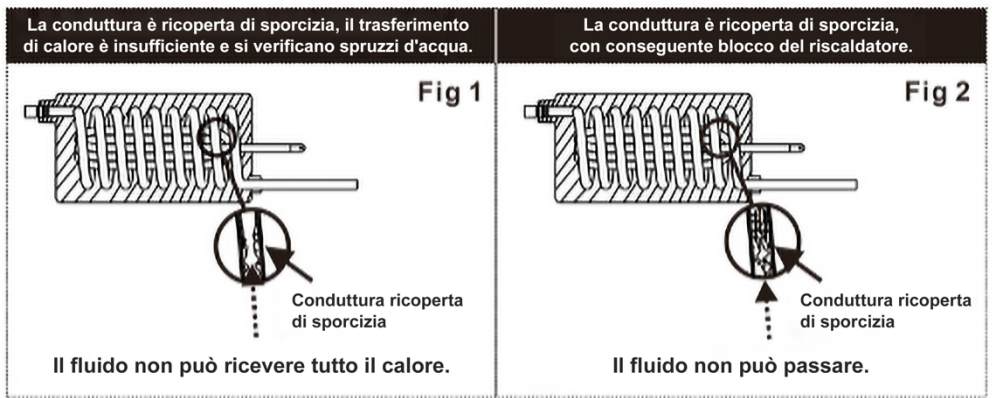 La conduttura è ricoperta di sporcizia, il trasferimento
di calore è insufficiente e si verificano spruzzi d'acqua.
Fig 1
Conduttura ricoperta
di sporcizia
Il fluido non può ricevere tutto il calore.
La conduttura è ricoperta di sporcizia,
con conseguente blocco del riscaldatore.
Fig 2
Conduttura ricoperta
di sporcizia
Il fluido non può passare.